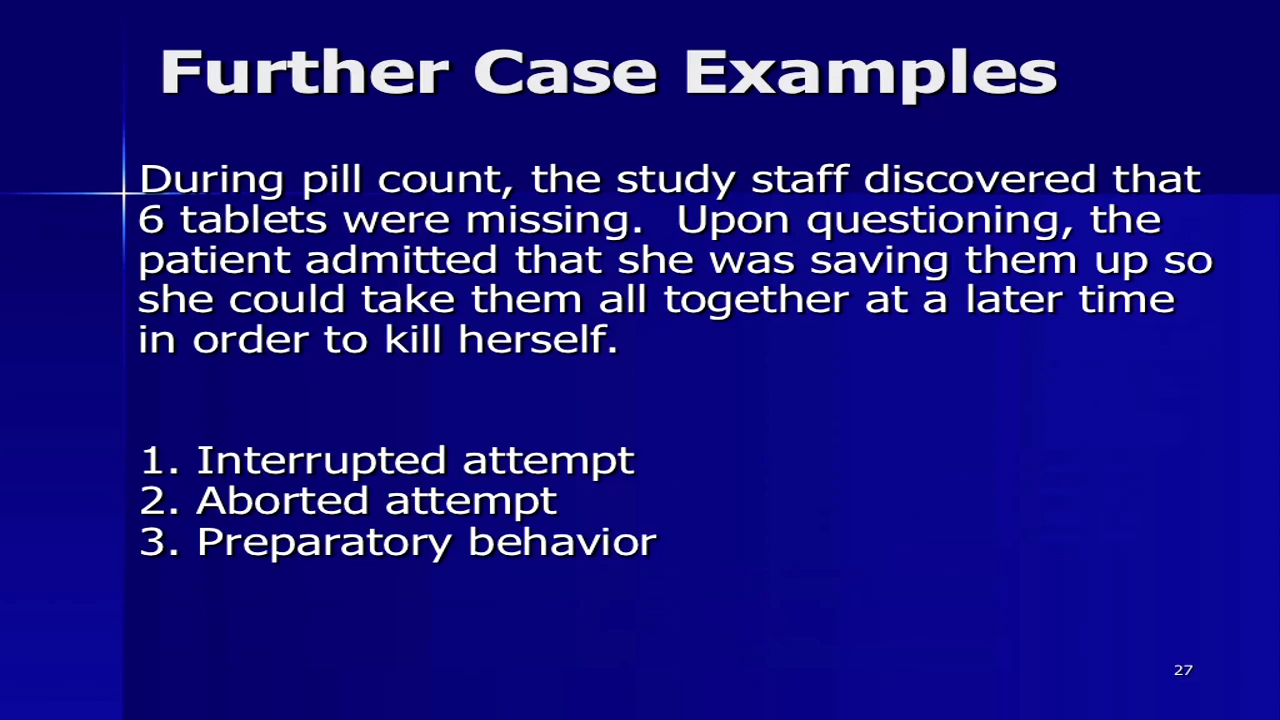 Further Case Examples
During pill count, the study staff discovered that
6 tablets were missing.  Upon questioning, the
patient admitted that she was saving them up so
she could take them all together at a later time
in order to kill herself.
1. Interrupted attempt
2. Aborted attempt
3. Preparatory behavior
27